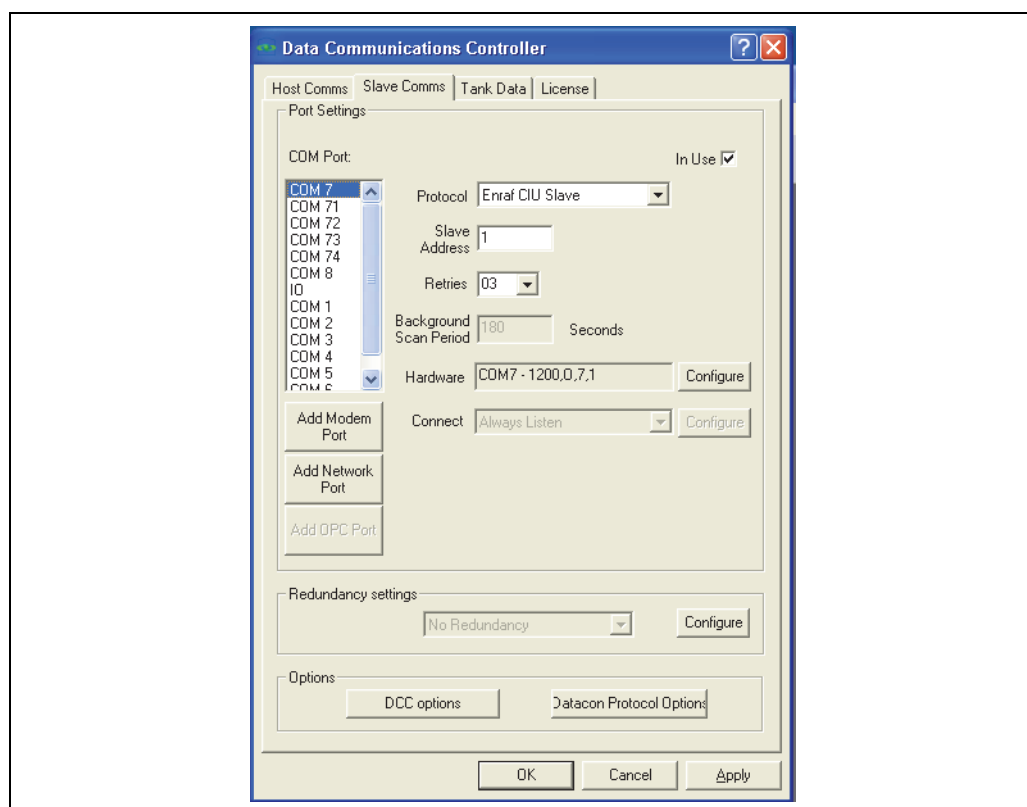 Data Communications Controller
Host Comms Slave Comms Tank Data License
Port Settings
COM Port: In Use
COM 7
COM 71
COM 72
COM 73
COM 74
COM 8
IO
COM 1
COM 2
COM 3
COM 4
COM 5
COM 6
Protocol Enraf CIU Slave
Slave Address 1
Retries 03
Background Scan Period 180 Seconds
Hardware COM7 - 1200,O,7,1 Configure
Connect Always Listen Configure
Add Modem Port
Add Network Port
Add OPC Port
Redundancy settings
No Redundancy Configure
Options
DCC options Datacon Protocol Options
OK Cancel Apply